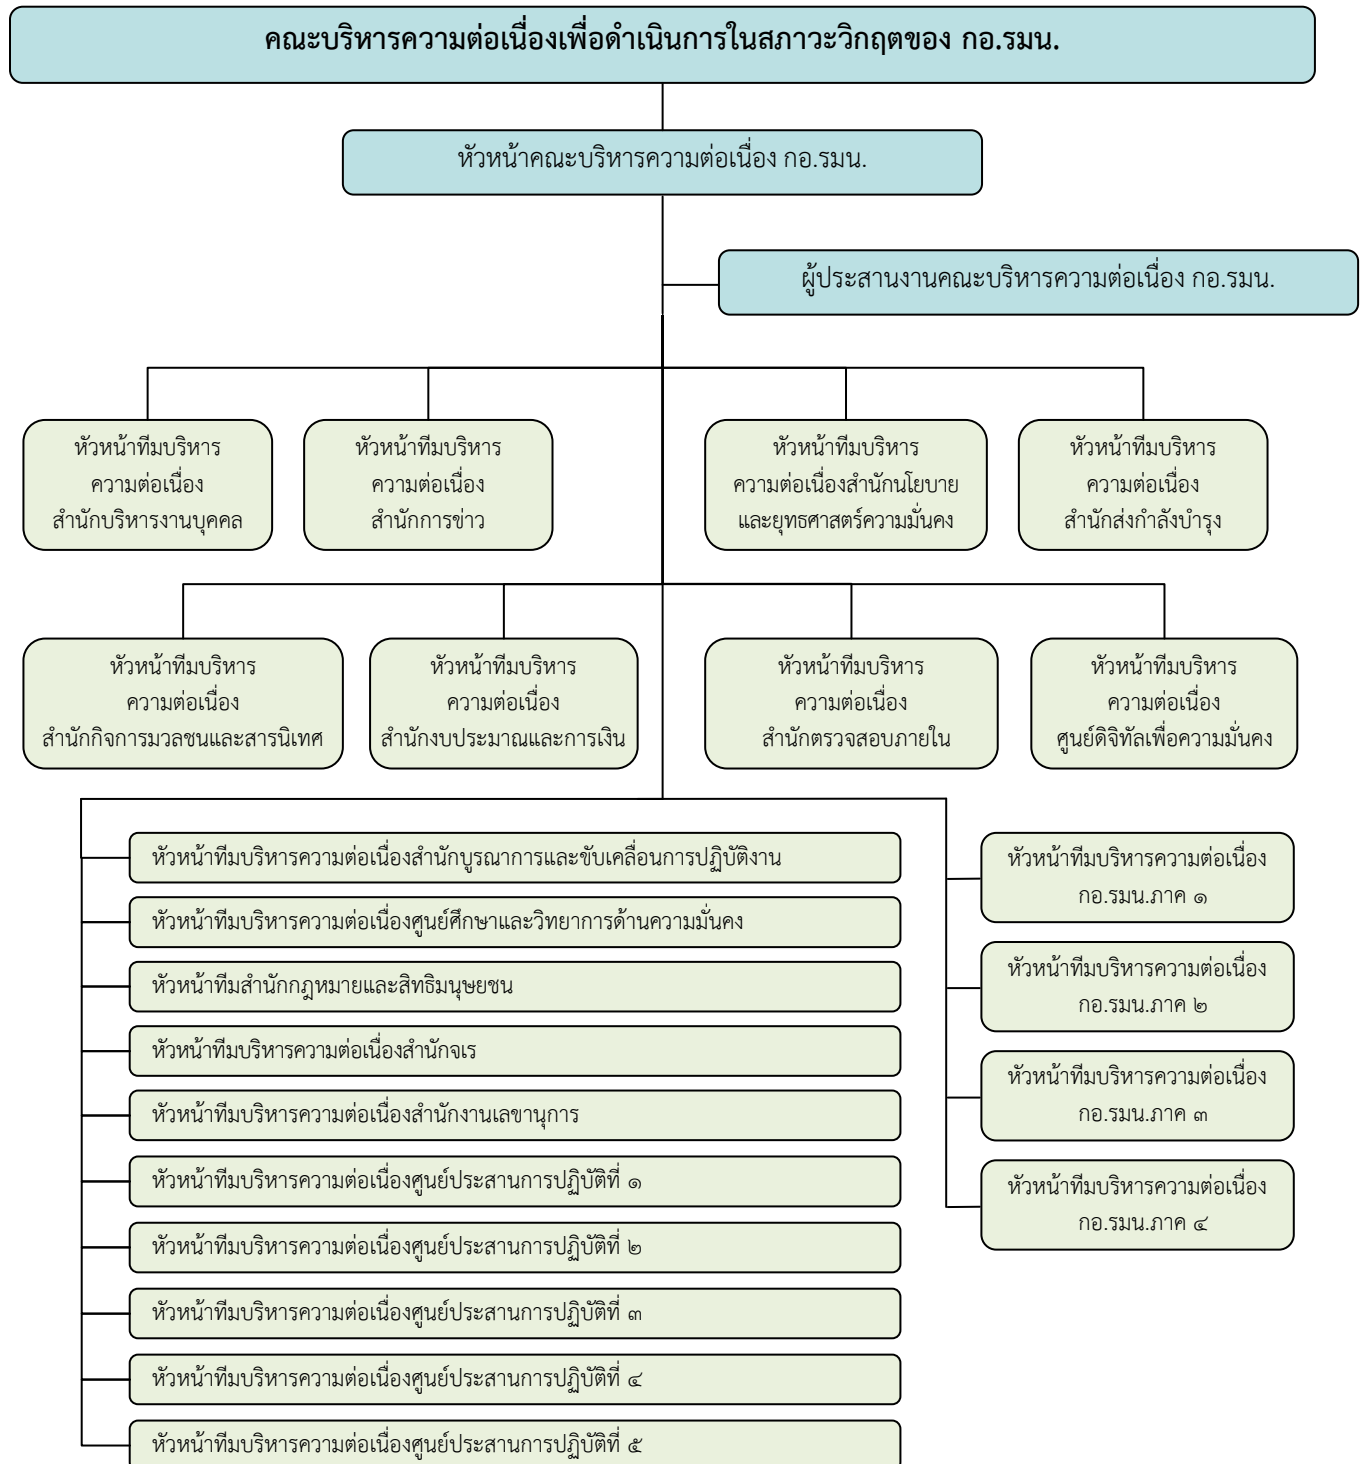 คณะบริหารความต่อเนื่องเพื่อดำเนินการในสภาวะวิกฤตของ กอ.รมน.
หัวหน้าคณะบริหารความต่อเนื่อง กอ.รมน.
ผู้ประสานงานคณะบริหารความต่อเนื่อง กอ.รมน.
หัวหน้าทีมบริหาร
ความต่อเนื่อง
สำนักบริหารงานบุคคล
หัวหน้าทีมบริหาร
ความต่อเนื่อง
สำนักการข่าว
หัวหน้าทีมบริหาร
ความต่อเนื่องสำนักนโยบาย
และยุทธศาสตร์ความมั่นคง
หัวหน้าทีมบริหาร
ความต่อเนื่อง
สำนักส่งกำลังบำรุง
หัวหน้าทีมบริหาร
ความต่อเนื่อง
สำนักกิจการมวลชนและสารนิเทศ
หัวหน้าทีมบริหาร
ความต่อเนื่อง
สำนักงบประมาณและการเงิน
หัวหน้าทีมบริหาร
ความต่อเนื่อง
สำนักตรวจสอบภายใน
หัวหน้าทีมบริหาร
ความต่อเนื่อง
ศูนย์ดิจิทัลเพื่อความมั่นคง
หัวหน้าทีมบริหารความต่อเนื่องสำนักบูรณาการและขับเคลื่อนการปฏิบัติงาน
หัวหน้าทีมบริหารความต่อเนื่องศูนย์ศึกษาและวิทยาการด้านความมั่นคง
หัวหน้าทีมสำนักกฎหมายและสิทธิมนุษยชน
หัวหน้าทีมบริหารความต่อเนื่องสำนักจเร
หัวหน้าทีมบริหารความต่อเนื่องสำนักงานเลขานุการ
หัวหน้าทีมบริหารความต่อเนื่องศูนย์ประสานการปฏิบัติที่ ๑
หัวหน้าทีมบริหารความต่อเนื่องศูนย์ประสานการปฏิบัติที่ ๒
หัวหน้าทีมบริหารความต่อเนื่องศูนย์ประสานการปฏิบัติที่ ๓
หัวหน้าทีมบริหารความต่อเนื่องศูนย์ประสานการปฏิบัติที่ ๔
หัวหน้าทีมบริหารความต่อเนื่องศูนย์ประสานการปฏิบัติที่ ๕
หัวหน้าทีมบริหารความต่อเนื่อง
กอ.รมน.ภาค ๑
หัวหน้าทีมบริหารความต่อเนื่อง
กอ.รมน.ภาค ๒
หัวหน้าทีมบริหารความต่อเนื่อง
กอ.รมน.ภาค ๓
หัวหน้าทีมบริหารความต่อเนื่อง
กอ.รมน.ภาค ๔